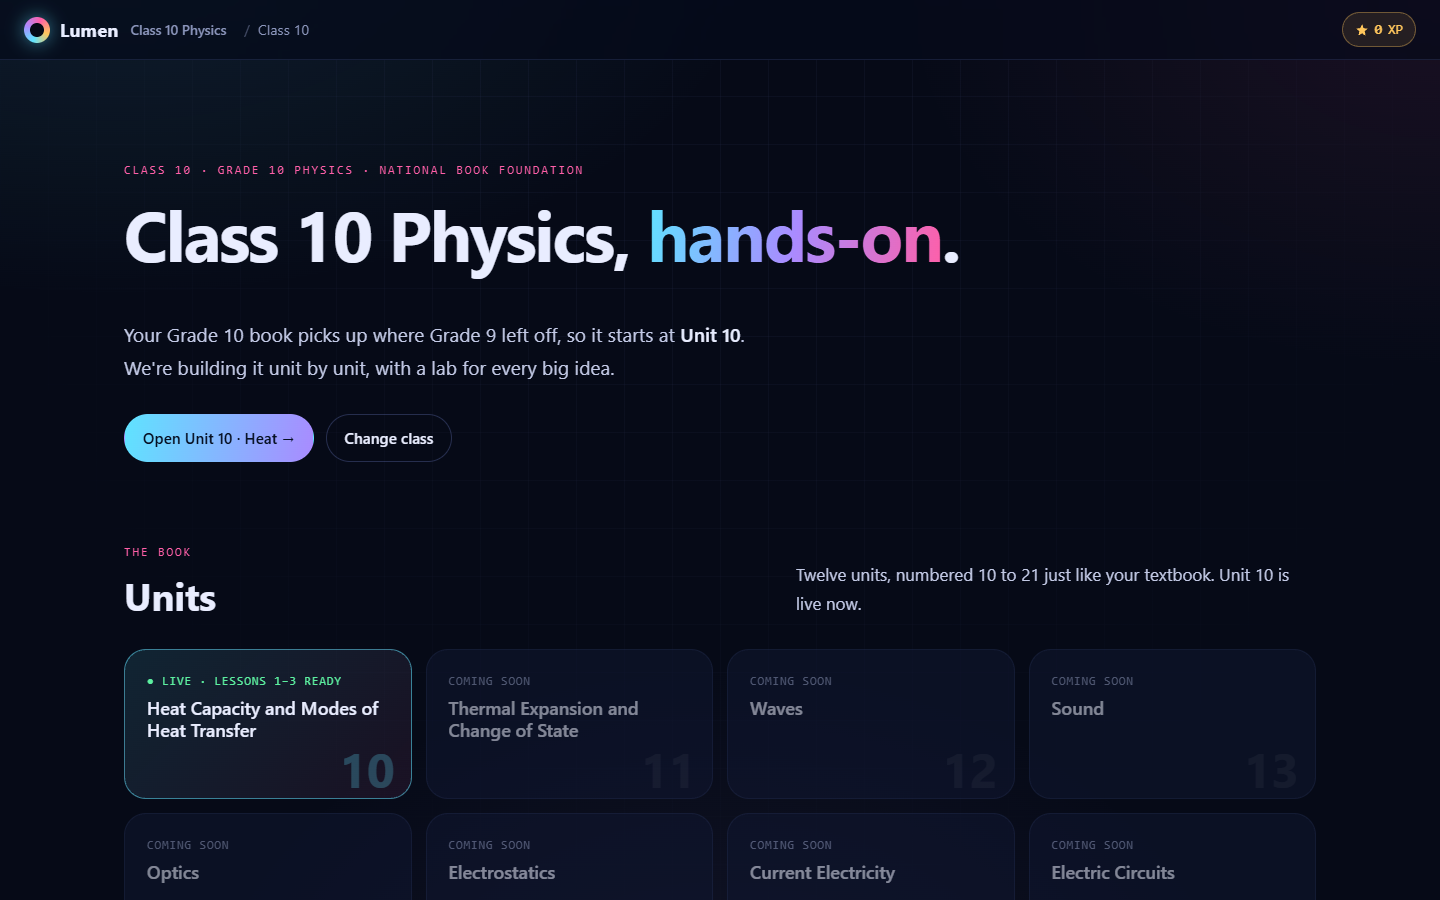 Lumen Class 10 Physics / Class 10
★ 0 XP
CLASS 10 · GRADE 10 PHYSICS · NATIONAL BOOK FOUNDATION
Class 10 Physics, hands-on.
Your Grade 10 book picks up where Grade 9 left off, so it starts at Unit 10.
We're building it unit by unit, with a lab for every big idea.
Open Unit 10 · Heat →
Change class
THE BOOK
Units
Twelve units, numbered 10 to 21 just like your textbook. Unit 10 is
live now.
● LIVE · LESSONS 1–3 READY
Heat Capacity and Modes of
Heat Transfer
10
COMING SOON
Thermal Expansion and
Change of State
11
COMING SOON
Waves
12
COMING SOON
Sound
13
COMING SOON
Optics
COMING SOON
Electrostatics
COMING SOON
Current Electricity
COMING SOON
Electric Circuits